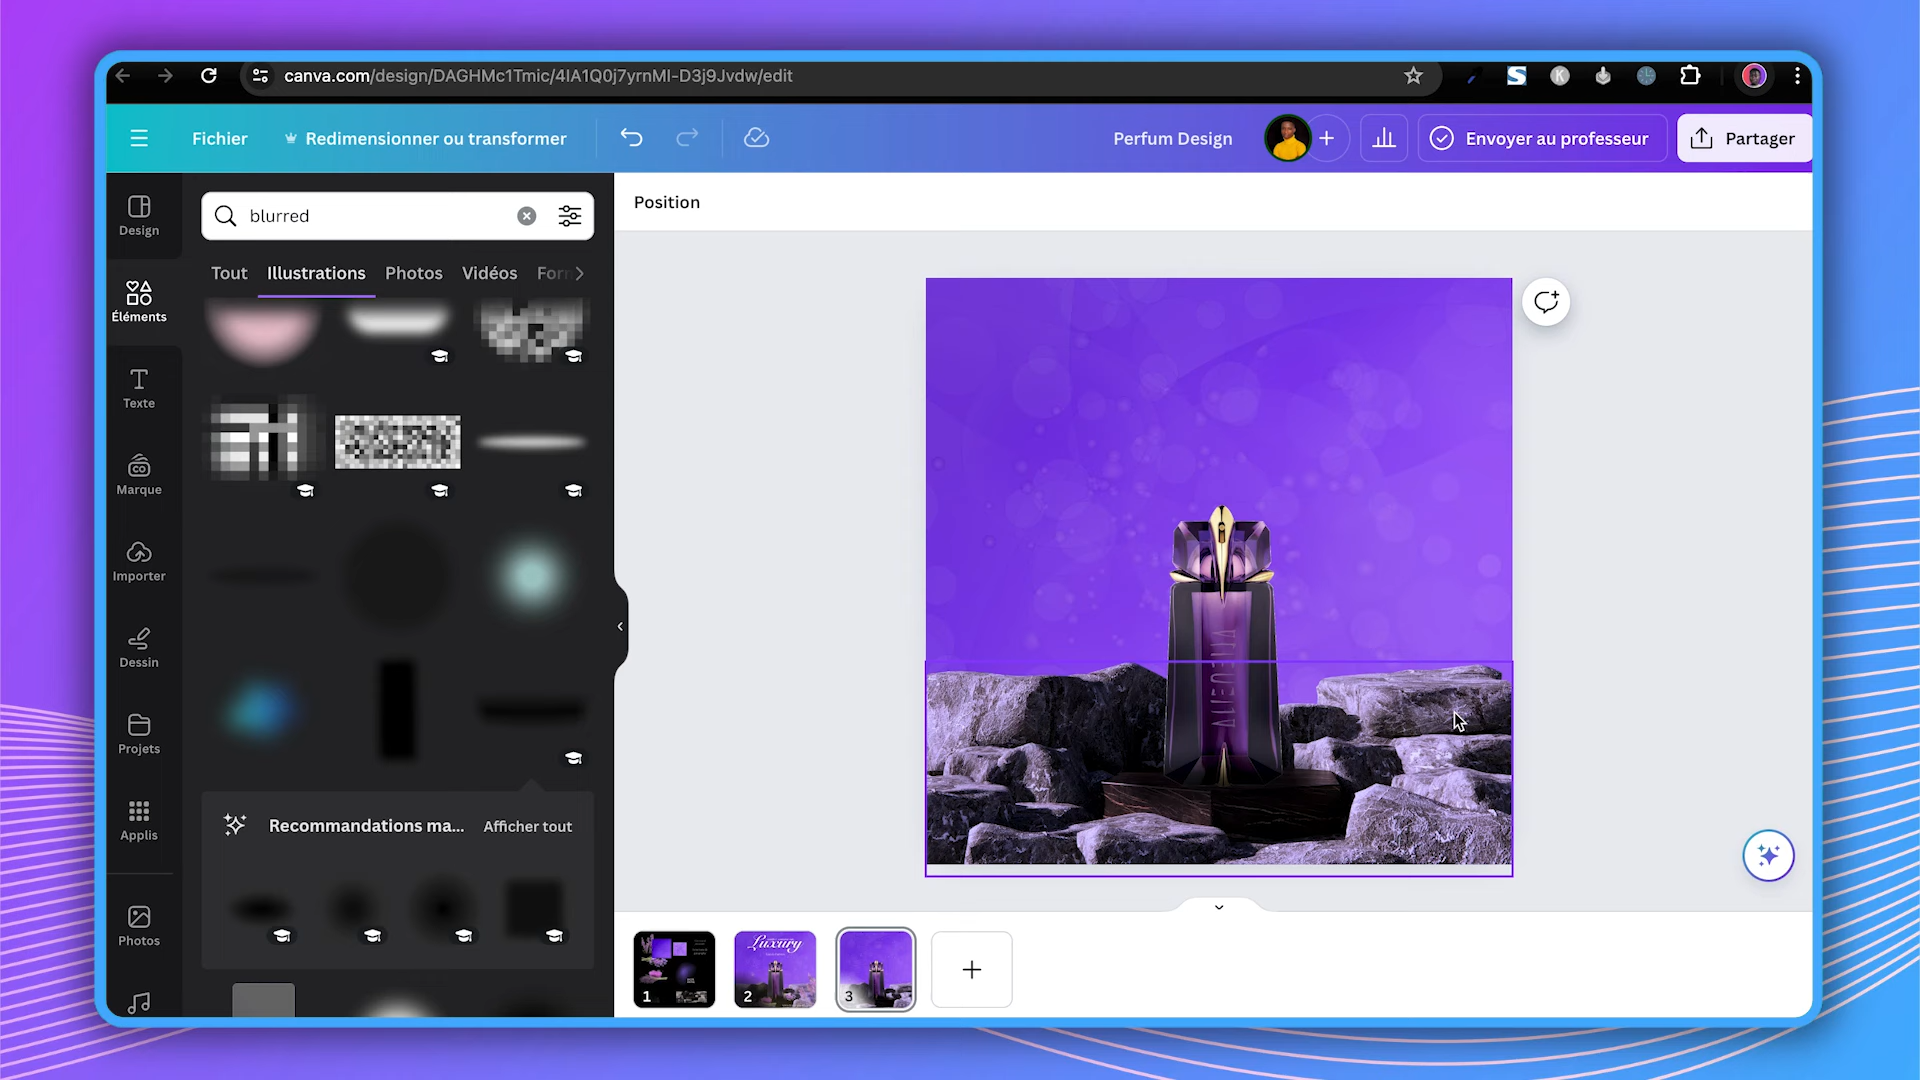 canva.com/design/DAGHMc1Tmic/4IA1Q0j7yrnMI-D3j9Jvdw/edit
Fichier
Redimensionner ou transformer
Perfum Design
Envoyer au professeur
Partager
Design
Éléments
Texte
Marque
Importer
Dessin
Projets
Applis
Photos
blurred
Tout
Illustrations
Photos
Vidéos
Form
Recommandations ma...
Afficher tout
Position
1
Luxury
2
3